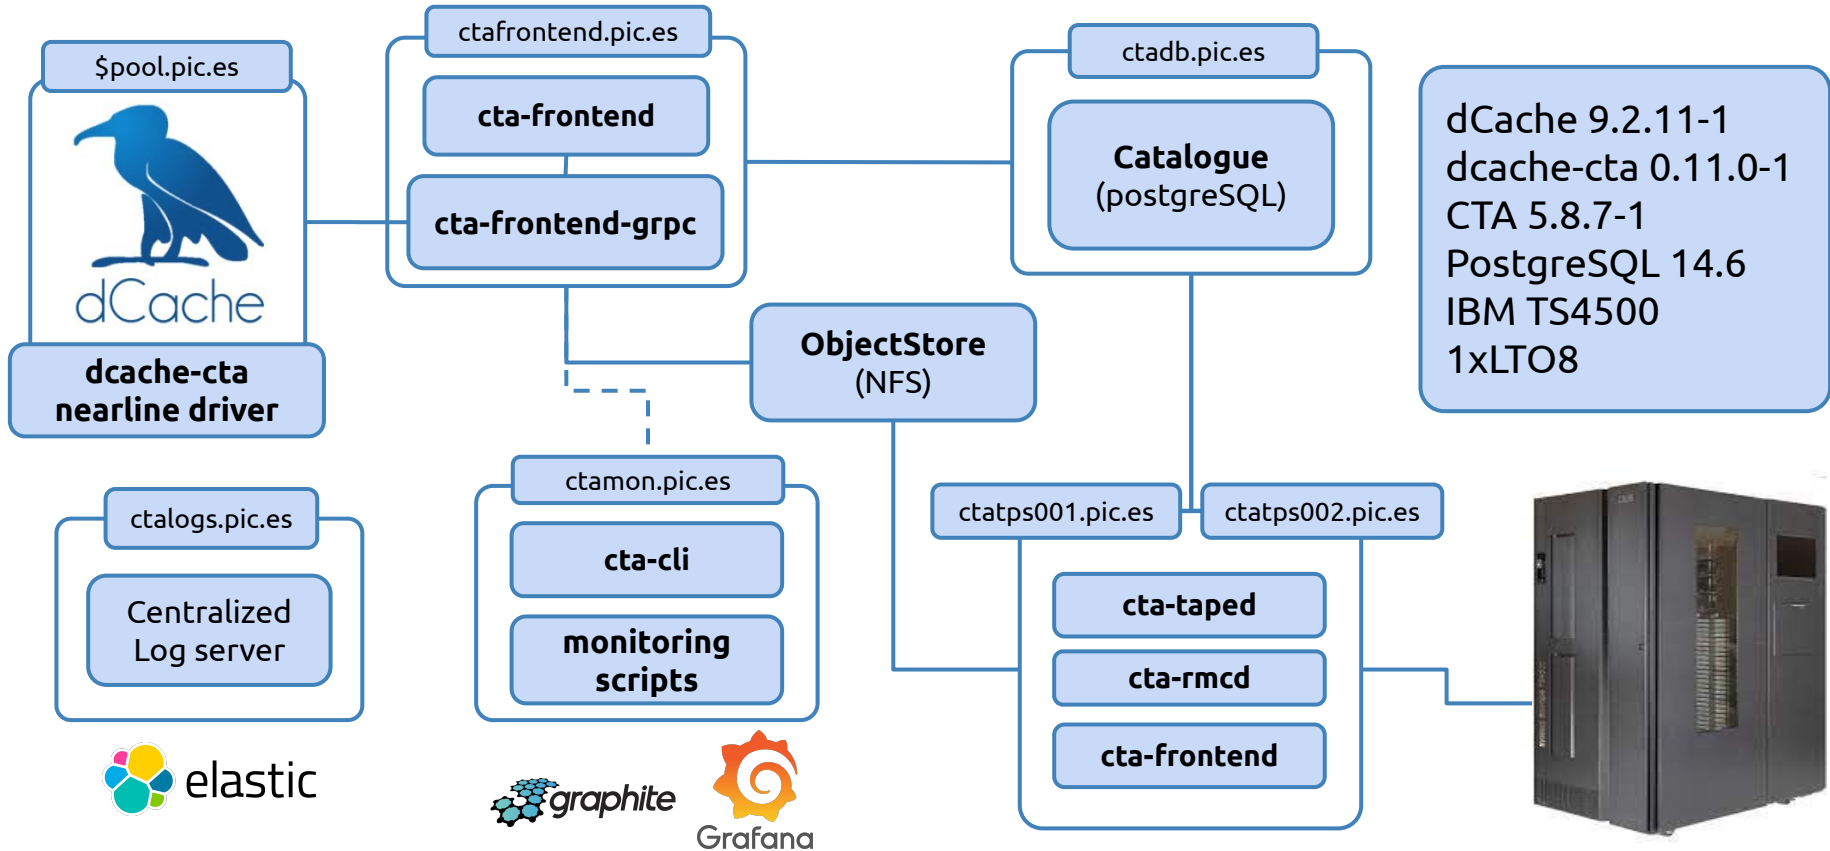 $pool.pic.es
dCache
dcache-cta
nearline driver
ctafrontend.pic.es
cta-frontend
cta-frontend-grpc
ctadb.pic.es
Catalogue
(postgreSQL)
dCache 9.2.11-1
dcache-cta 0.11.0-1
CTA 5.8.7-1
PostgreSQL 14.6
IBM TS4500
1xLTO8
ObjectStore
(NFS)
ctalogs.pic.es
Centralized
Log server
elastic
ctamon.pic.es
cta-cli
monitoring
scripts
graphite
Grafana
ctatps001.pic.es
ctatps002.pic.es
cta-taped
cta-rmcd
cta-frontend